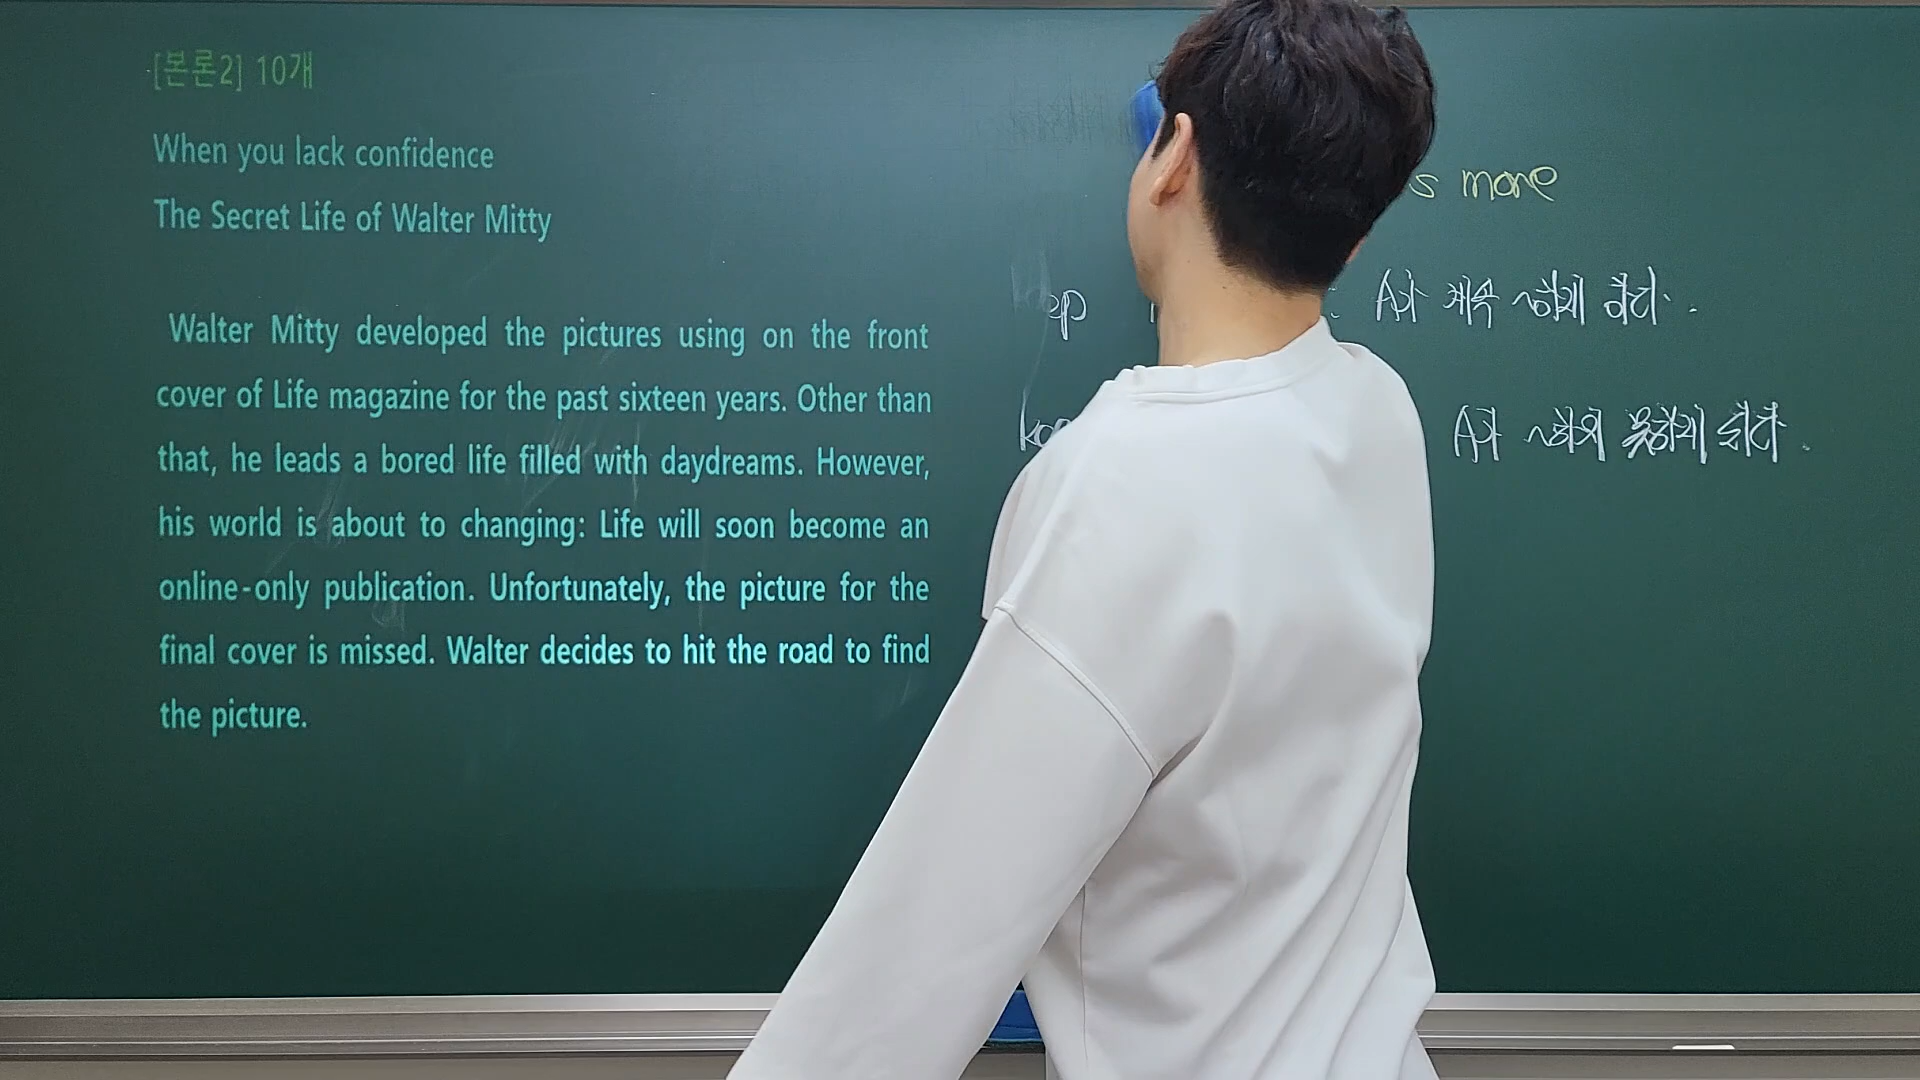 [본론2] 10개
When you lack confidence
The Secret Life of Walter Mitty
Walter Mitty developed the pictures using on the front
cover of Life magazine for the past sixteen years. Other than
that, he leads a bored life filled with daydreams. However,
his world is about to changing: Life will soon become an
online-only publication. Unfortunately, the picture for the
final cover is missed. Walter decides to hit the road to find
the picture.
s more
ep A가 계속 ~하게 하다.
A가 ~하지 못하게 하다.